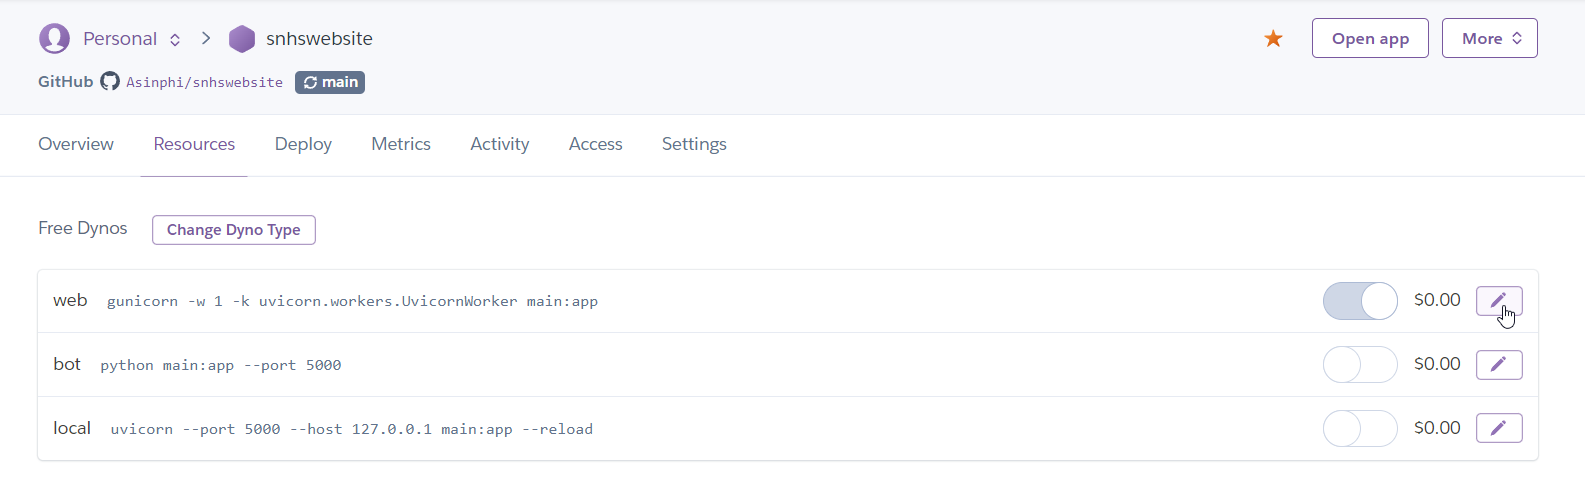 Personal snhswebsite Open app More
GitHub Asinphi/snhswebsite main
Overview Resources Deploy Metrics Activity Access Settings
Free Dynos Change Dyno Type
web gunicorn -w 1 -k uvicorn.workers.UvicornWorker main:app $0.00
bot python main:app --port 5000 $0.00
local uvicorn --port 5000 --host 127.0.0.1 main:app --reload $0.00